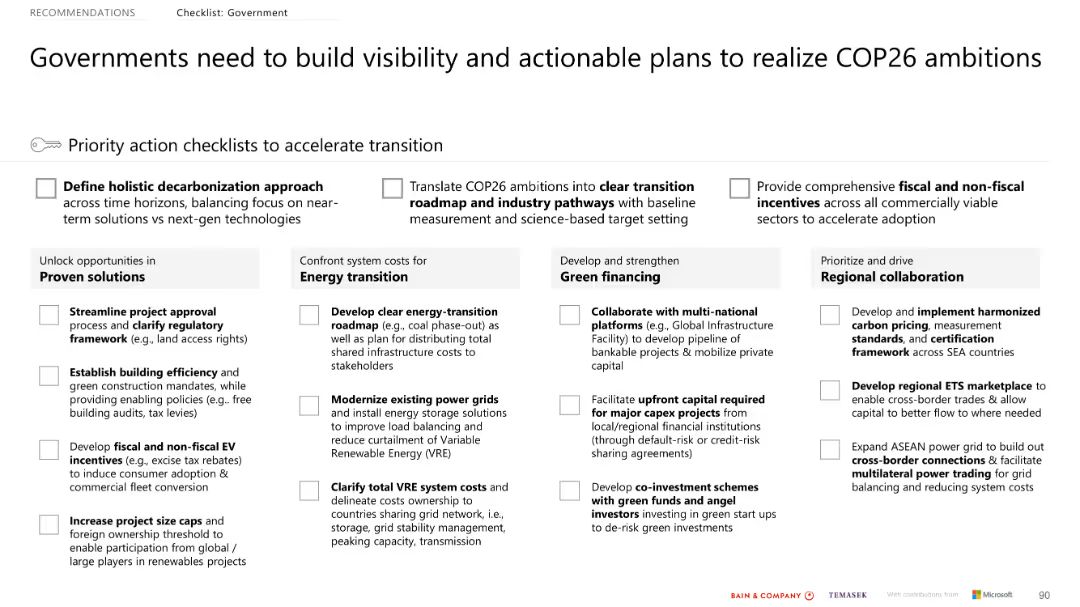 RECOMMENDATIONS
Checklist: Government
Governments need to build visibility and actionable plans to realize COP26 ambitions
Priority action checklists to accelerate transition
Define holistic decarbonization approach
across time horizons, balancing focus on near-
term solutions vs next-gen technologies
Translate COP26 ambitions into clear transition
roadmap and industry pathways with baseline
measurement and science-based target setting
Provide comprehensive fiscal and non-fiscal
incentives across all commercially viable
sectors to accelerate adoption
Unlock opportunities in
Proven solutions
Streamline project approval
process and clarify regulatory
framework (e.g., land access rights)
Establish building efficiency and
green construction mandates, while
providing enabling policies (e.g.. free
building audits, tax levies)
Develop fiscal and non-fiscal EV
incentives (e.g., excise tax rebates)
to induce consumer adoption &
commercial fleet conversion
Increase project size caps and
foreign ownership threshold to
enable participation from global /
large players in renewables projects
Confront system costs for
Energy transition
Develop clear energy-transition
roadmap (e.g., coal phase-out) as
well as plan for distributing total
shared infrastructure costs to
stakeholders
Modernize existing power grids
and install energy storage solutions
to improve load balancing and
reduce curtailment of Variable
Renewable Energy (VRE)
Clarify total VRE system costs and
delineate costs ownership to
countries sharing grid network, i.e.,
storage, grid stability management,
peaking capacity, transmission
Develop and strengthen
Green financing
Collaborate with multi-national
platforms (e.g., Global Infrastructure
Facility) to develop pipeline of
bankable projects & mobilize private
capital
Facilitate upfront capital required
for major capex projects from
local/regional financial institutions
(through default-risk or credit-risk
sharing agreements)
Develop co-investment schemes
with green funds and angel
investors investing in green start ups
to de-risk green investments
Prioritize and drive
Regional collaboration
Develop and implement harmonized
carbon pricing, measurement
standards, and certification
framework across SEA countries
Develop regional ETS marketplace to
enable cross-border trades & allow
capital to better flow to where needed
Expand ASEAN power grid to build out
cross-border connections & facilitate
multilateral power trading for grid
balancing and reducing system costs
BAIN & COMPANY
TEMASEK
With contributions from
Microsoft
90